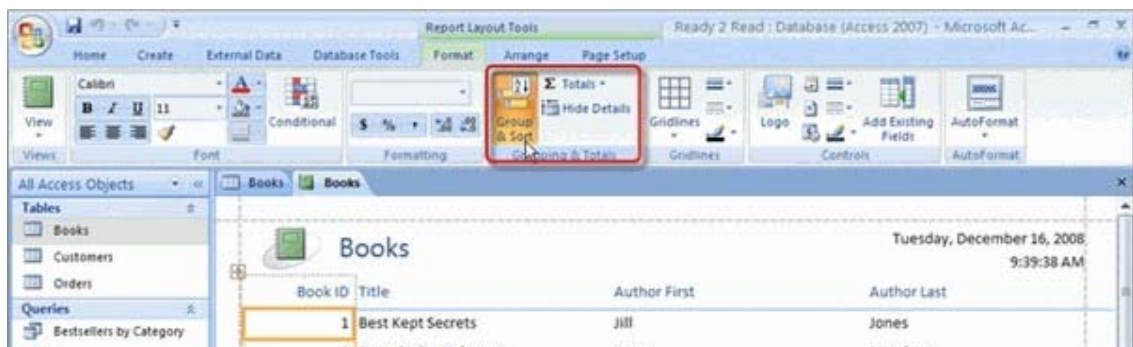 Report Layout Tools
Ready 2 Read : Database (Access 2007) - Microsoft Ac...
Home Create External Data Database Tools Format Arrange Page Setup
View
Views
Calibri
B I U 11
Conditional
Font
$ %
Formatting
Group & Sort
Σ Totals
Hide Details
Grouping & Totals
Gridlines
Gridlines
Logo
Add Existing Fields
Controls
AutoFormat
AutoFormat
All Access Objects
Tables
Books
Customers
Orders
Queries
Bestsellers by Category
Books Books
Books
Tuesday, December 16, 2008
9:39:38 AM
Book ID Title Author First Author Last
1 Best Kept Secrets Jill Jones